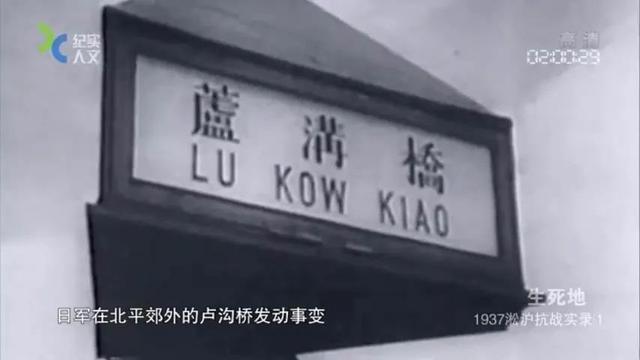 纪实
人文
高清
02:00:29
蘆溝橋
LU KOW KIAO
日军在北平郊外的卢沟桥发动事变
生死地
1937淞沪抗战实录 1